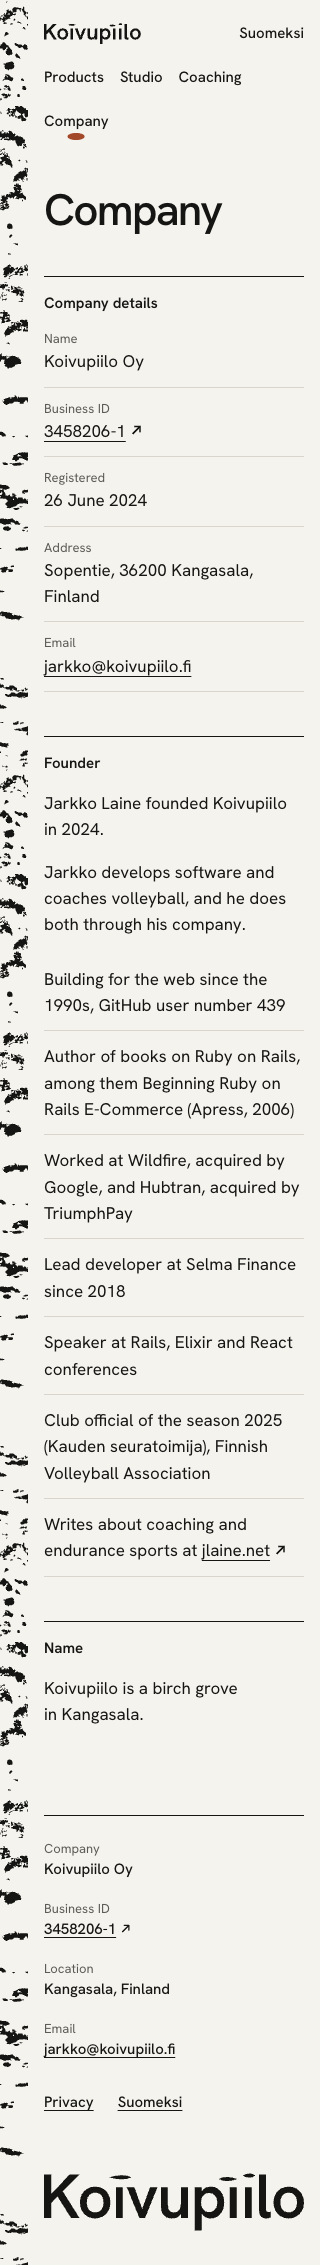 Koivupiilo
Suomeksi
Products Studio Coaching
Company
Company
Company details
Name
Koivupiilo Oy
Business ID
3458206-1 ↗
Registered
26 June 2024
Address
Sopentie, 36200 Kangasala,
Finland
Email
jarkko@koivupiilo.fi
Founder
Jarkko Laine founded Koivupiilo
in 2024.
Jarkko develops software and
coaches volleyball, and he does
both through his company.
Building for the web since the
1990s, GitHub user number 439
Author of books on Ruby on Rails,
among them Beginning Ruby on
Rails E-Commerce (Apress, 2006)
Worked at Wildfire, acquired by
Google, and Hubtran, acquired by
TriumphPay
Lead developer at Selma Finance
since 2018
Speaker at Rails, Elixir and React
conferences
Club official of the season 2025
(Kauden seuratoimija), Finnish
Volleyball Association
Writes about coaching and
endurance sports at jlaine.net ↗
Name
Koivupiilo is a birch grove
in Kangasala.
Company
Koivupiilo Oy
Business ID
3458206-1 ↗
Location
Kangasala, Finland
Email
jarkko@koivupiilo.fi
Privacy Suomeksi
Koivupiilo